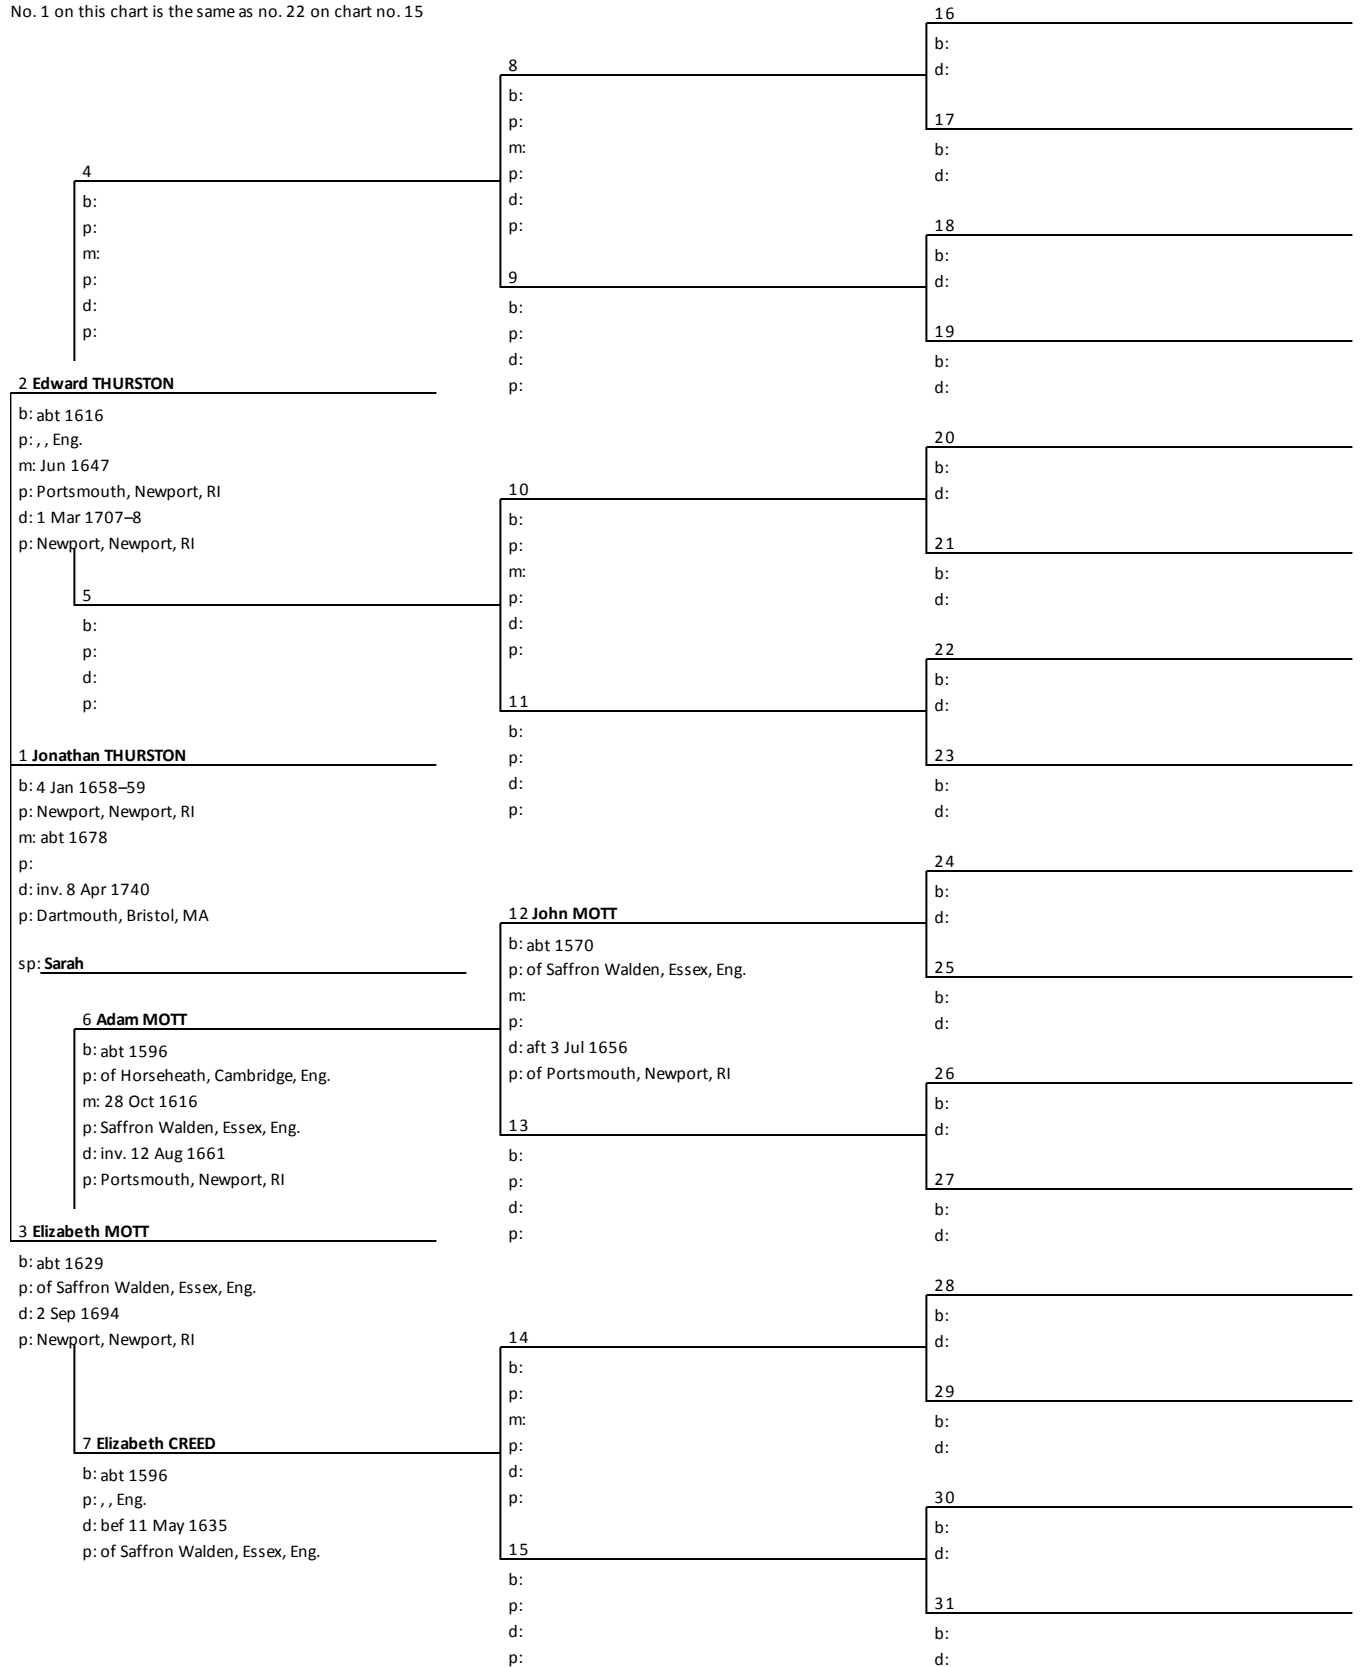 No. 1 on this chart is the same as no. 22 on chart no. 15
4
b:
p:
m:
p:
d:
p:
2 Edward THURSTON
b: abt 1616
p: , , Eng.
m: Jun 1647
p: Portsmouth, Newport, RI
d: 1 Mar 1707–8
p: Newport, Newport, RI
5
b:
p:
d:
p:
1 Jonathan THURSTON
b: 4 Jan 1658–59
p: Newport, Newport, RI
m: abt 1678
p:
d: inv. 8 Apr 1740
p: Dartmouth, Bristol, MA
sp: Sarah
6 Adam MOTT
b: abt 1596
p: of Horseheath, Cambridge, Eng.
m: 28 Oct 1616
p: Saffron Walden, Essex, Eng.
d: inv. 12 Aug 1661
p: Portsmouth, Newport, RI
3 Elizabeth MOTT
b: abt 1629
p: of Saffron Walden, Essex, Eng.
d: 2 Sep 1694
p: Newport, Newport, RI
7 Elizabeth CREED
b: abt 1596
p: , , Eng.
d: bef 11 May 1635
p: of Saffron Walden, Essex, Eng.
8
b:
p:
m:
p:
d:
p:
9
b:
p:
d:
p:
10
b:
p:
m:
p:
d:
p:
11
b:
p:
d:
p:
12 John MOTT
b: abt 1570
p: of Saffron Walden, Essex, Eng.
m:
p:
d: aft 3 Jul 1656
p: of Portsmouth, Newport, RI
13
b:
p:
d:
p:
14
b:
p:
m:
p:
d:
p:
15
b:
p:
d:
p:
16
b:
d:
17
b:
d:
18
b:
d:
19
b:
d:
20
b:
d:
21
b:
d:
22
b:
d:
23
b:
d:
24
b:
d:
25
b:
d:
26
b:
d:
27
b:
d:
28
b:
d:
29
b:
d:
30
b:
d:
31
b:
d: